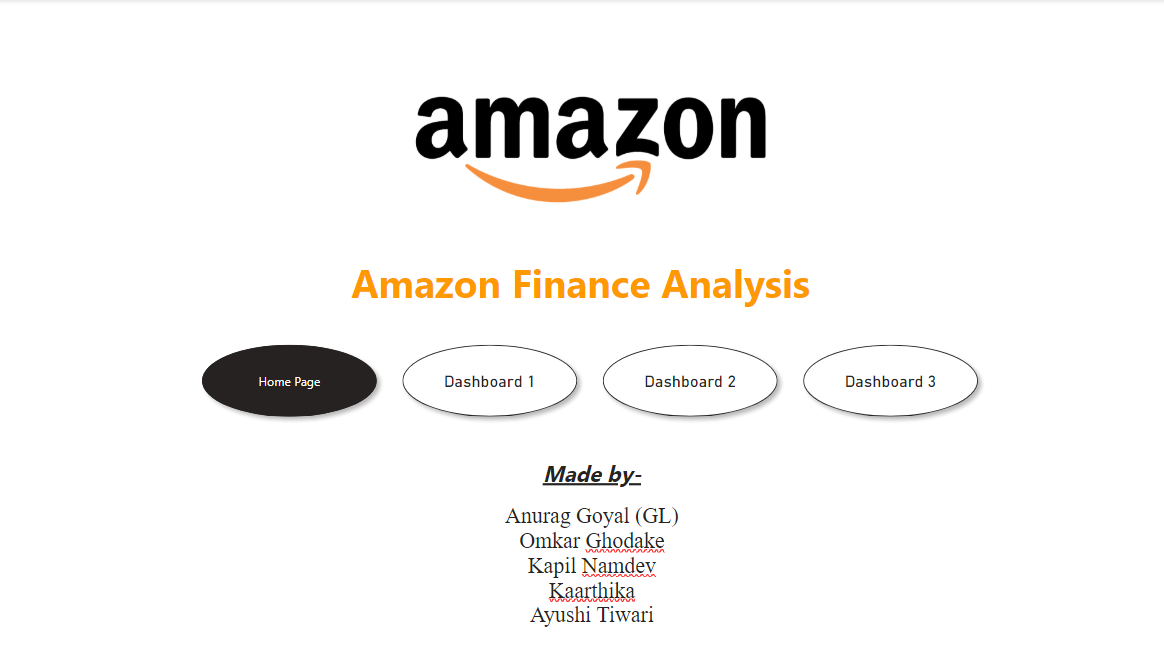 amazon
Amazon Finance Analysis
Home Page Dashboard 1 Dashboard 2 Dashboard 3
Made by-
Anurag Goyal (GL)
Omkar Ghodake
Kapil Namdev
Kaarthika
Ayushi Tiwari